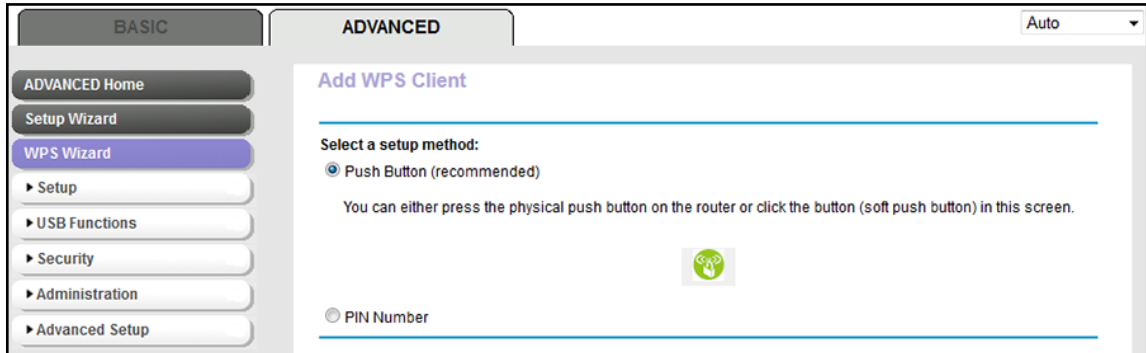 BASIC
ADVANCED
Auto
ADVANCED Home
Setup Wizard
WPS Wizard
Setup
USB Functions
Security
Administration
Advanced Setup
Add WPS Client
Select a setup method:
Push Button (recommended)
You can either press the physical push button on the router or click the button (soft push button) in this screen.
PIN Number